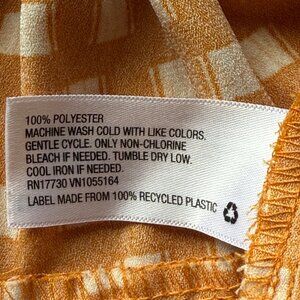 100% POLYESTER
MACHINE WASH COLD WITH LIKE COLORS.
GENTLE CYCLE. ONLY NON-CHLORINE
BLEACH IF NEEDED. TUMBLE DRY LOW.
COOL IRON IF NEEDED.
RN17730 VN1055164
LABEL MADE FROM 100% RECYCLED PLASTIC